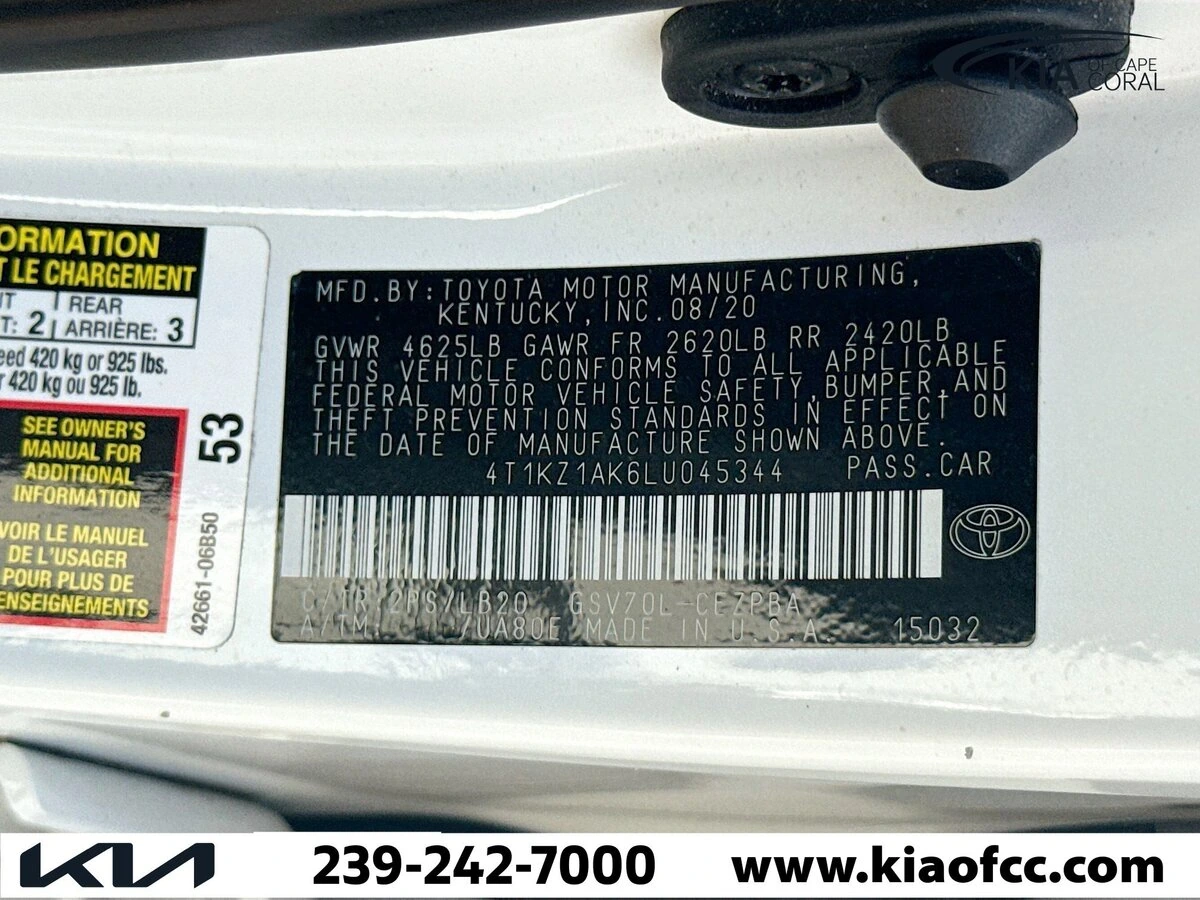 KIA OF CAPE CORAL
ORMATION
T LE CHARGEMENT
REAR
T: 2 ARRIÈRE: 3
eed 420 kg or 925 lbs.
r 420 kg ou 925 lb.
SEE OWNER'S
MANUAL FOR
ADDITIONAL
INFORMATION
VOIR LE MANUEL
DE L'USAGER
POUR PLUS DE
ENSEIGNEMENTS
53
42661-06B50
MFD.BY:TOYOTA MOTOR MANUFACTURING,
KENTUCKY,INC.08/20
GVWR 4625LB GAWR FR 2620LB RR 2420LB
THIS VEHICLE CONFORMS TO ALL APPLICABLE
FEDERAL MOTOR VEHICLE SAFETY,BUMPER,AND
THEFT PREVENTION STANDARDS IN EFFECT ON
THE DATE OF MANUFACTURE SHOWN ABOVE.
4T1KZ1AK6LU045344 PASS.CAR
C/TR:2PS/LB20 GSV70L-CEZPBA
A/TM: /UA80E MADE IN U.S.A. 15032
KIA 239-242-7000 www.kiaofcc.com